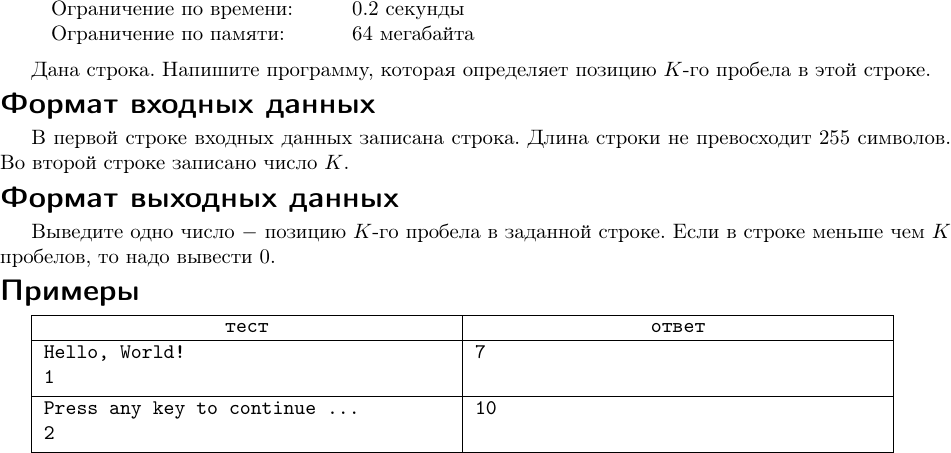 Ограничение по времени: 0.2 секунды
Ограничение по памяти: 64 мегабайта
Дана строка. Напишите программу, которая определяет позицию K-го пробела в этой строке.
Формат входных данных
В первой строке входных данных записана строка. Длина строки не превосходит 255 символов.
Во второй строке записано число K.
Формат выходных данных
Выведите одно число – позицию K-го пробела в заданной строке. Если в строке меньше чем K
пробелов, то надо вывести 0.
Примеры
тест ответ
Hello, World! 7
1
Press any key to continue ... 10
2